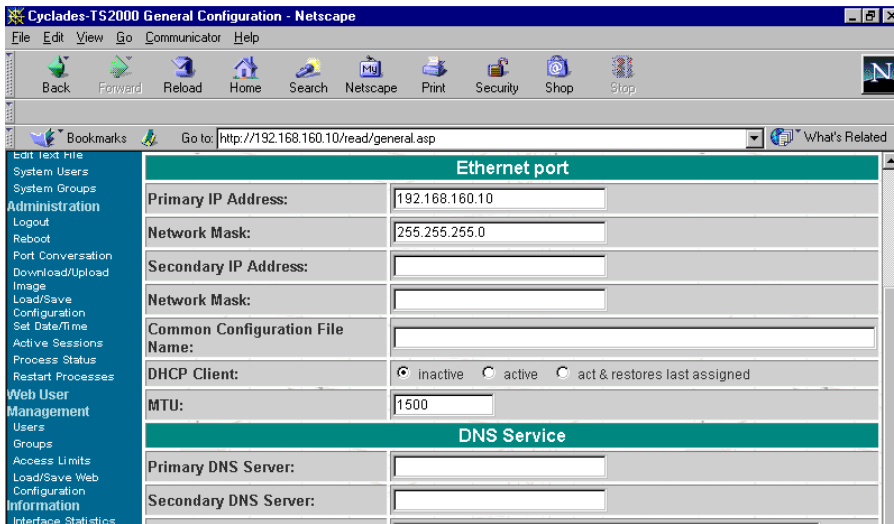 Cyclades-TS2000 General Configuration - Netscape
File Edit View Go Communicator Help
Back Forward Reload Home Search Netscape Print Security Shop Stop
My
N
Bookmarks Go to: http://192.168.160.10/read/general.asp What's Related
Edit Text File
System Users
System Groups
Administration
Logout
Reboot
Port Conversation
Download/Upload
Image
Load/Save
Configuration
Set Date/Time
Active Sessions
Process Status
Restart Processes
Web User
Management
Users
Groups
Access Limits
Load/Save Web
Configuration
Information
Interface Statistics
Ethernet port
Primary IP Address: 192.168.160.10
Network Mask: 255.255.255.0
Secondary IP Address:
Network Mask:
Common Configuration File
Name:
DHCP Client: inactive active act & restores last assigned
MTU: 1500
DNS Service
Primary DNS Server:
Secondary DNS Server: